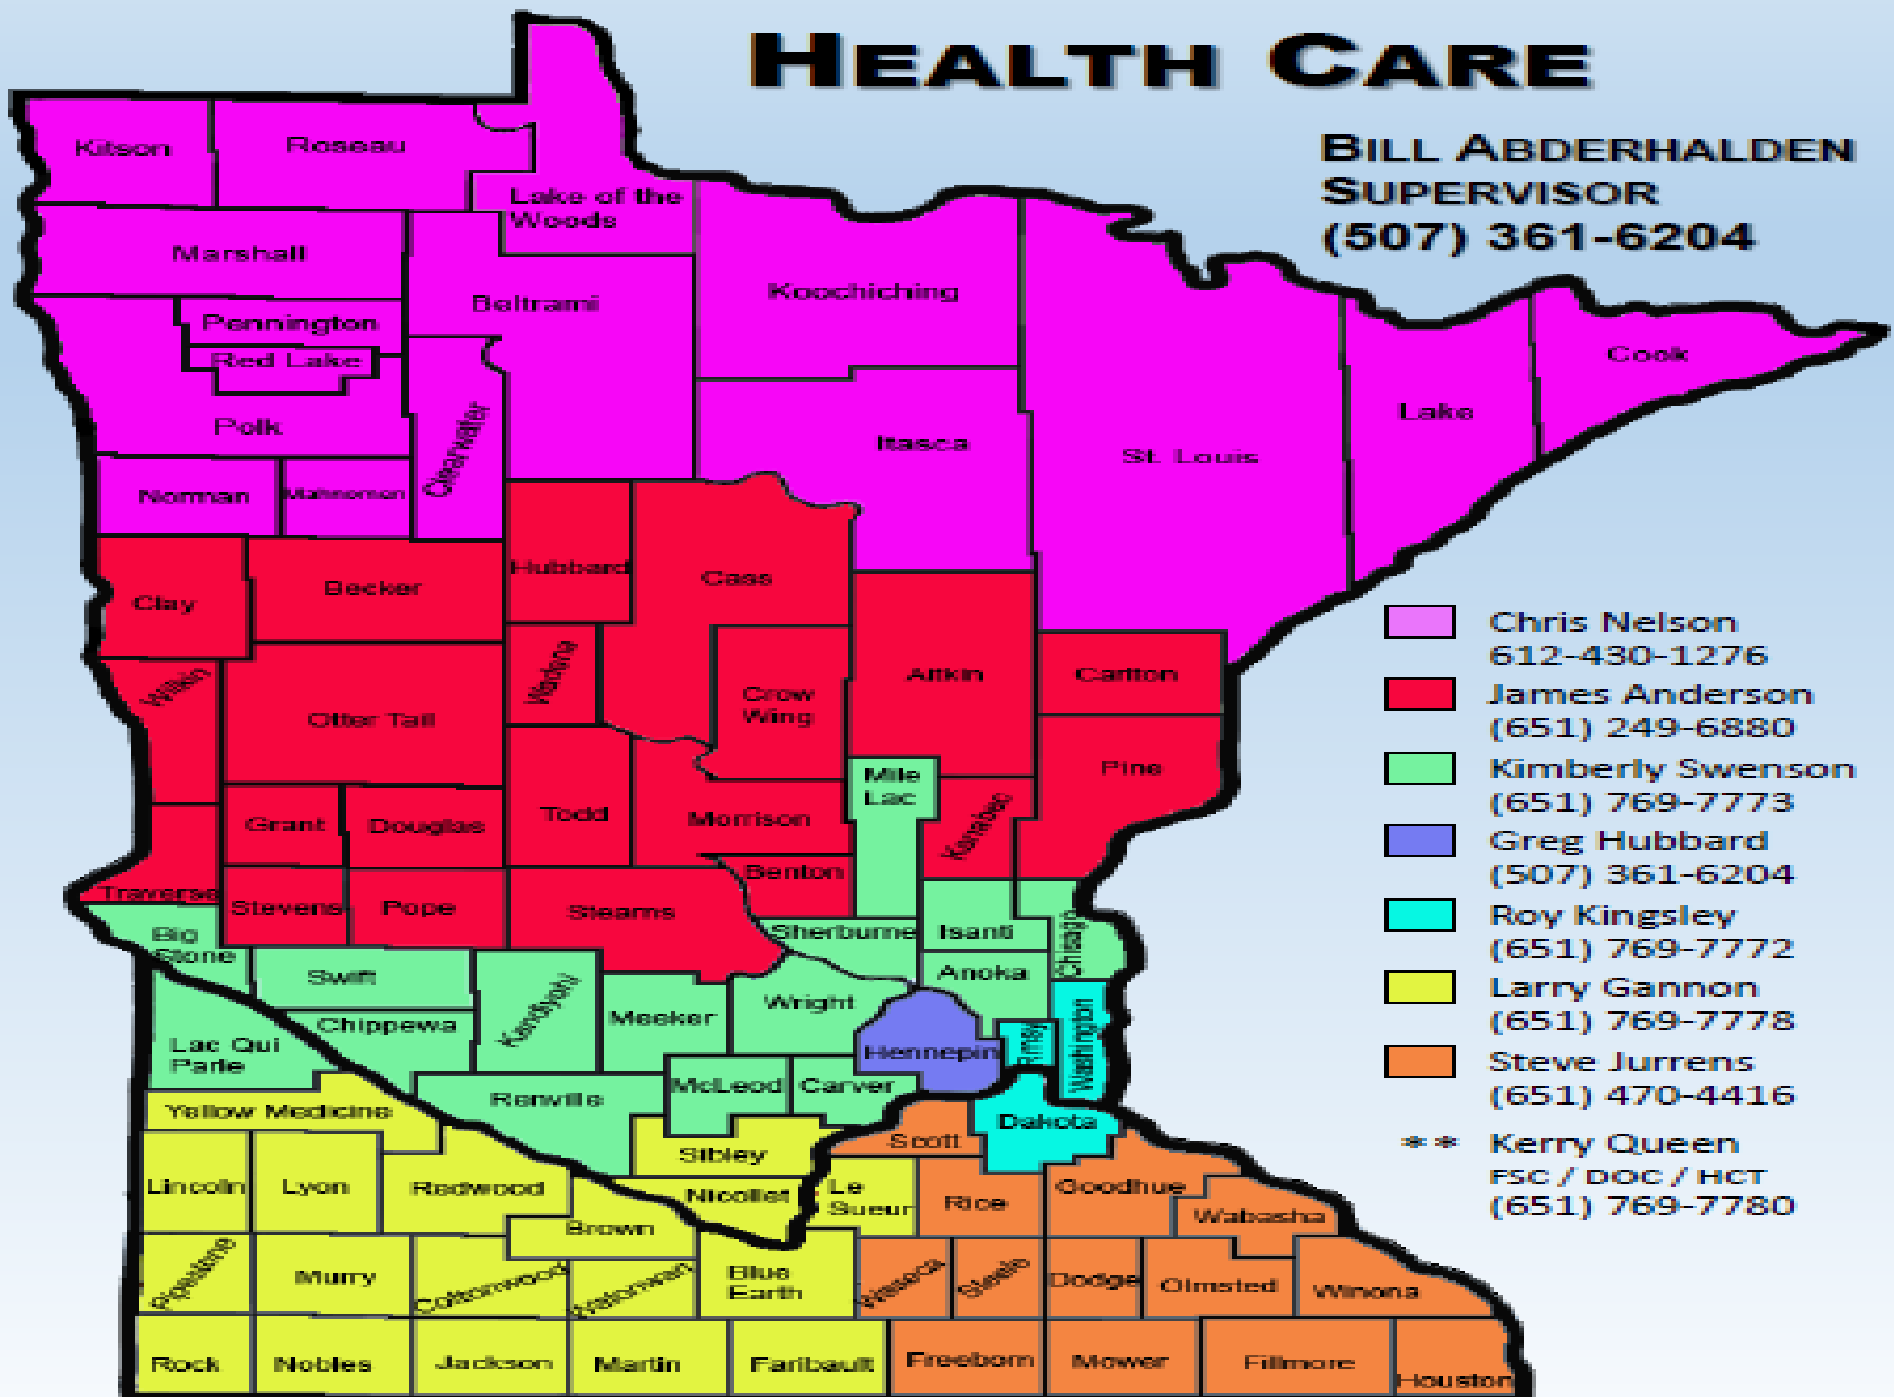 HEALTH CARE
BILL ABDERHALDEN
SUPERVISOR
(507) 361-6204
Kitson
Roseau
Lake of the
Woods
Marshall
Koochiching
Beltrami
Pennington
Red Lake
Cook
Polk
Clearwater
Lake
Itasca
St. Louis
Norman
Mahnomen
Hubbard
Cass
Becker
Clay
Wilkin
Wadena
Aitkin
Carlton
Crow
Wing
Otter Tail
Pine
Mile
Lac
Grant
Douglas
Todd
Morrison
Kanabec
Benton
Traverse
Stevens
Pope
Stearns
Big
Stone
Sherburne
Isanti
Chisago
Swift
Kandiyohi
Anoka
Wright
Meeker
Chippewa
Lac Qui
Parle
Hennepin
Rmsy
Washington
McLeod
Carver
Renville
Yellow Medicine
Dakota
Scott
Sibley
Lincoln
Lyon
Redwood
Nicollet
Le
Sueur
Rice
Goodhue
Wabasha
Brown
Pipestone
Murry
Cottonwood
Watonwan
Blue
Earth
Waseca
Steele
Dodge
Olmsted
Winona
Rock
Nobles
Jackson
Martin
Faribault
Freeborn
Mower
Fillmore
Houston
Chris Nelson
612-430-1276
James Anderson
(651) 249-6880
Kimberly Swenson
(651) 769-7773
Greg Hubbard
(507) 361-6204
Roy Kingsley
(651) 769-7772
Larry Gannon
(651) 769-7778
Steve Jurrens
(651) 470-4416
** Kerry Queen
FSC / DOC / HCT
(651) 769-7780